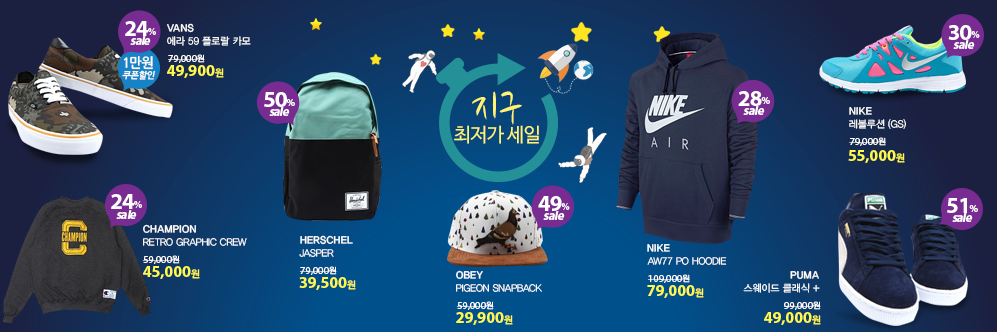 24%
sale
1만원
쿠폰할인
VANS
에라 59 플로랄 카모
79,000원
49,900원
50%
sale
Herschel
HERSCHEL
JASPER
79,000원
39,500원
24%
sale
CHAMPION
C
CHAMPION
RETRO GRAPHIC CREW
59,000원
45,000원
지구
최저가 세일
49%
sale
OBEY
PIGEON SNAPBACK
59,000원
29,900원
NIKE
AIR
28%
sale
NIKE
AW77 PO HOODIE
109,000원
79,000원
30%
sale
NIKE
레볼루션 (GS)
79,000원
55,000원
51%
sale
PUMA
스웨이드 클래식 +
99,000원
49,000원